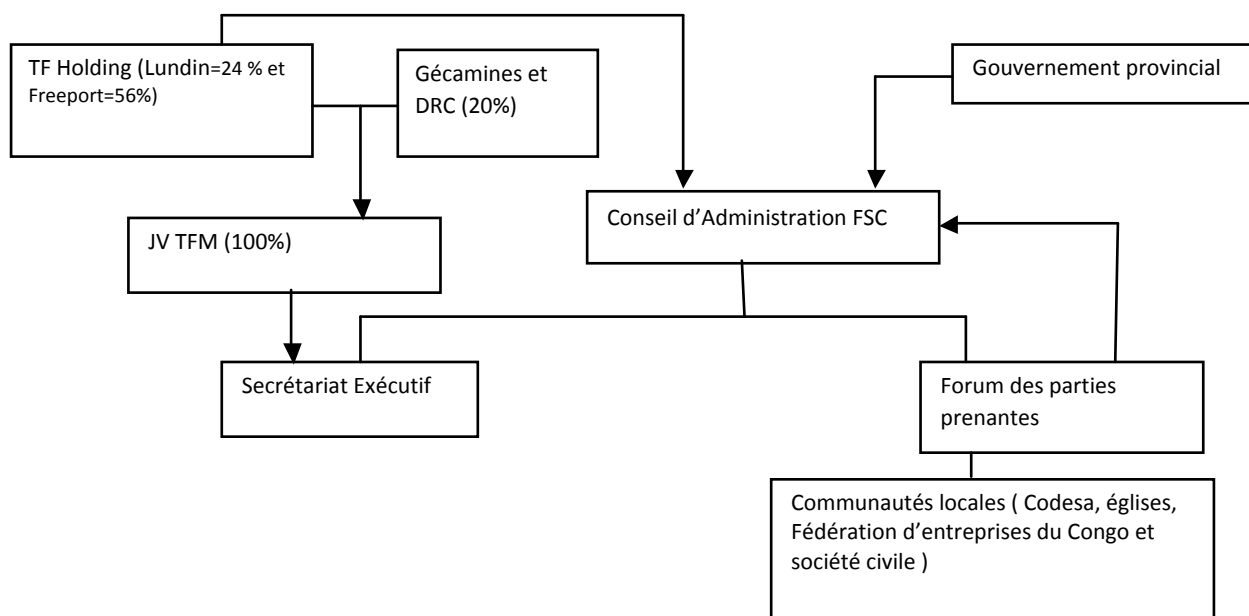 TF Holding (Lundin=24 % et
Freeport=56%)
Gécamines et
DRC (20%)
Gouvernement provincial
Conseil d’Administration FSC
JV TFM (100%)
Secrétariat Exécutif
Forum des parties
prenantes
Communautés locales ( Codesa, églises,
Fédération d’entreprises du Congo et
société civile )